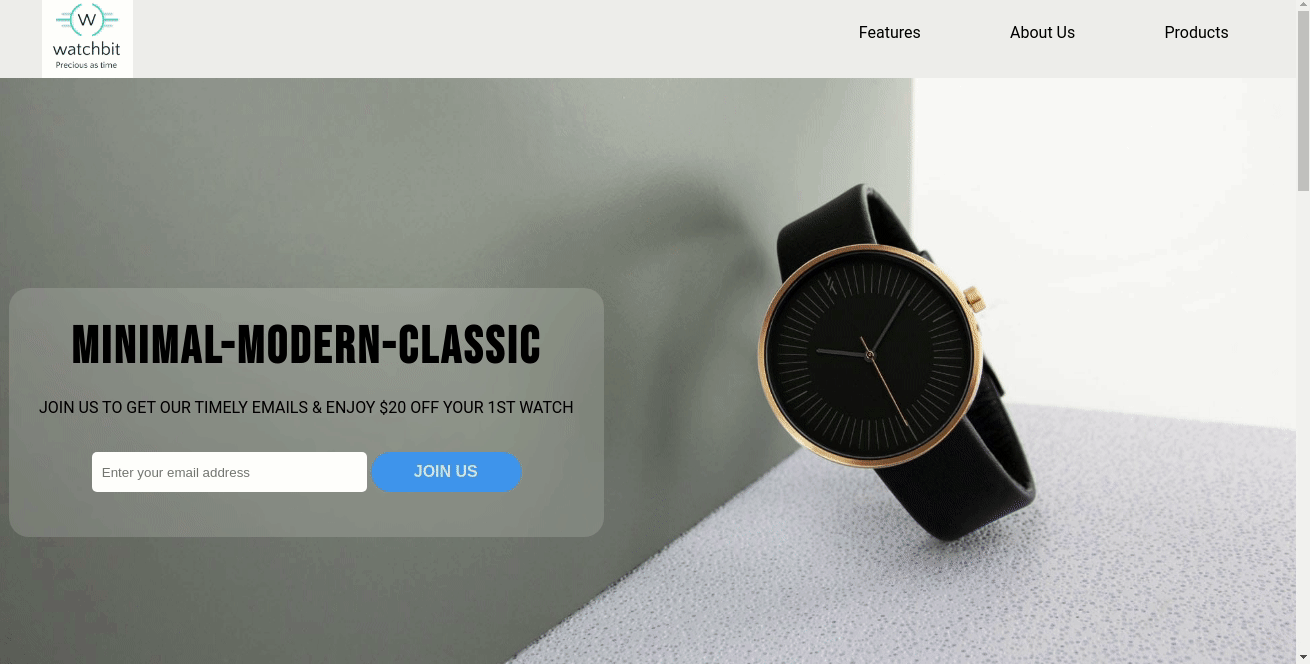 W
watchbit
Precious as time
Features
About Us
Products
MINIMAL-MODERN-CLASSIC
JOIN US TO GET OUR TIMELY EMAILS & ENJOY $20 OFF YOUR 1ST WATCH
Enter your email address
JOIN US